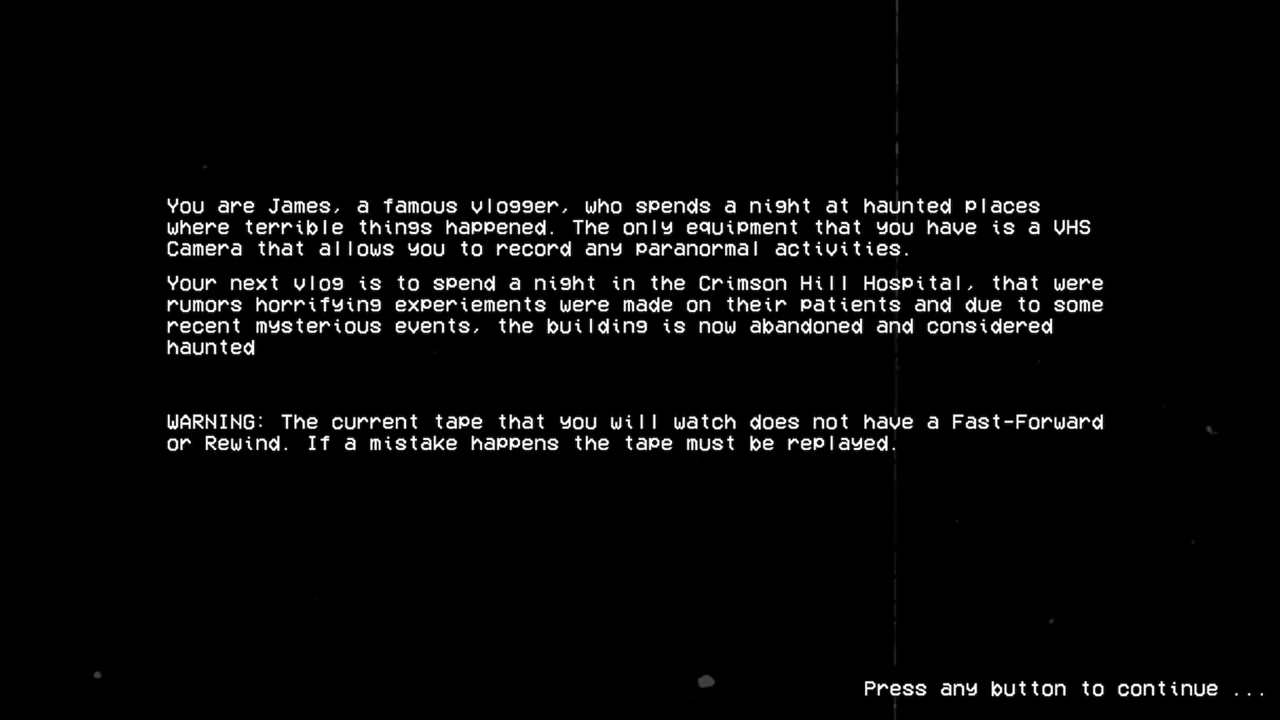 You are James, a famous vlogger, who spends a night at haunted places
where terrible things happened. The only equipment that you have is a VHS
Camera that allows you to record any paranormal activities.
Your next vlog is to spend a night in the Crimson Hill Hospital, that were
rumors horrifying experiements were made on their patients and due to some
recent mysterious events, the building is now abandoned and considered
haunted
WARNING: The current tape that you will watch does not have a Fast-Forward
or Rewind. If a mistake happens the tape must be replayed.
Press any button to continue ...